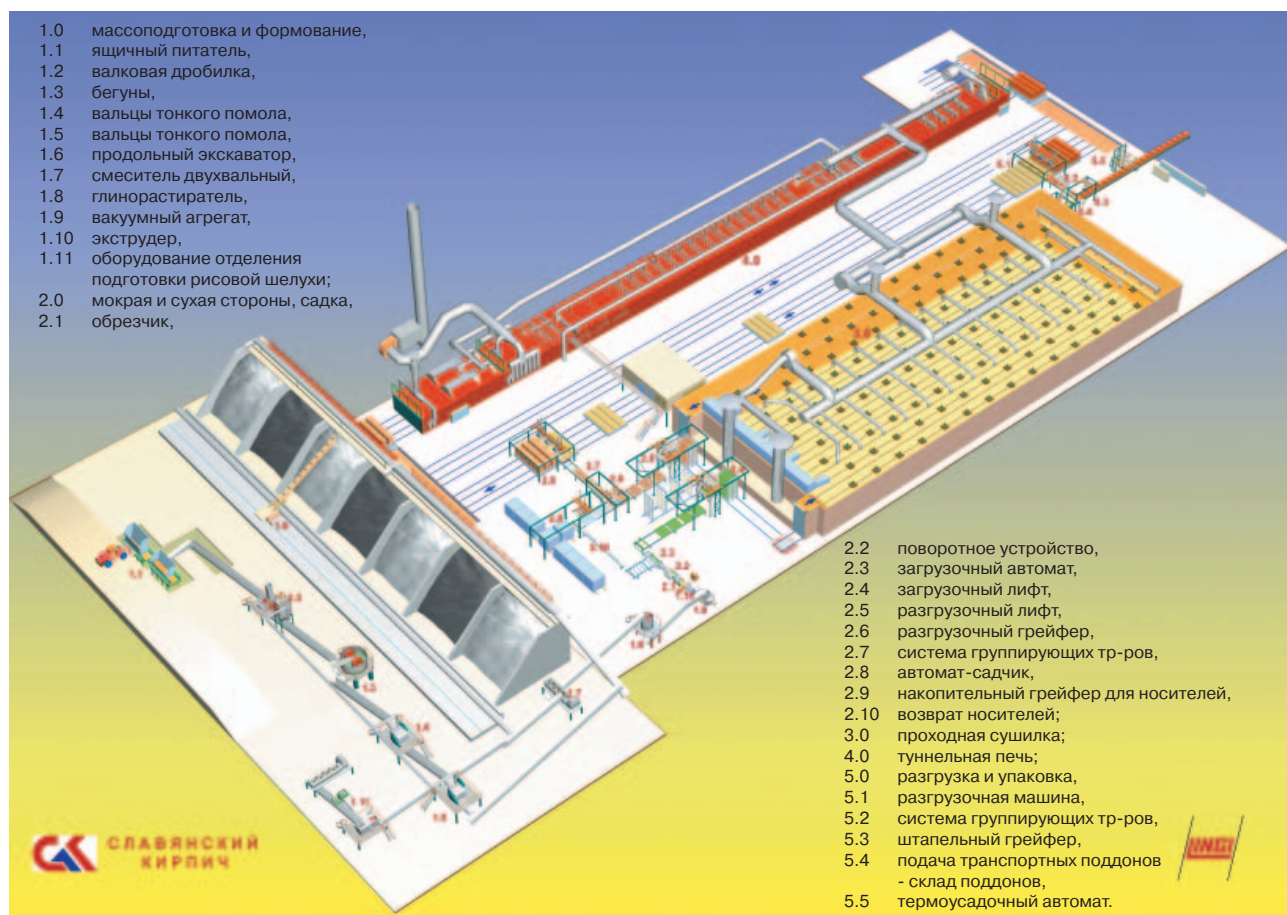 1.0 массоподготовка и формование,
1.1 ящичный питатель,
1.2 валковая дробилка,
1.3 бегуны,
1.4 вальцы тонкого помола,
1.5 вальцы тонкого помола,
1.6 продольный экскаватор,
1.7 смеситель двухвальный,
1.8 глинорастиратель,
1.9 вакуумный агрегат,
1.10 экструдер,
1.11 оборудование отделения
подготовки рисовой шелухи;
2.0 мокрая и сухая стороны, садка,
2.1 обрезчик,
4.0
3.0
2.2 поворотное устройство,
2.3 загрузочный автомат,
2.4 загрузочный лифт,
2.5 разгрузочный лифт,
2.6 разгрузочный грейфер,
2.7 система группирующих тр-ров,
2.8 автомат-садчик,
2.9 накопительный грейфер для носителей,
2.10 возврат носителей;
3.0 проходная сушилка;
4.0 туннельная печь;
5.0 разгрузка и упаковка,
5.1 разгрузочная машина,
5.2 система группирующих тр-ров,
5.3 штапельный грейфер,
5.4 подача транспортных поддонов
- склад поддонов,
5.5 термоусадочный автомат.
СЛАВЯНСКИЙ
КИРПИЧ
LINGL